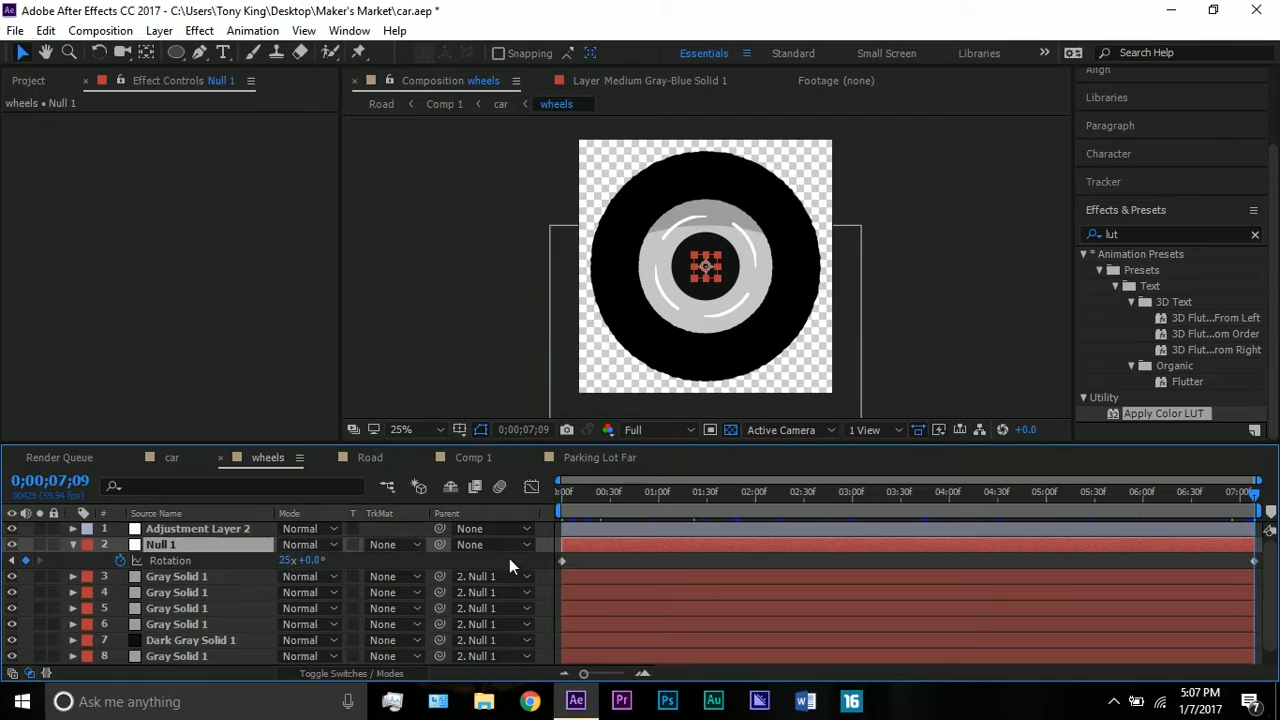 Adobe After Effects CC 2017 - C:\Users\Tony King\Desktop\Maker's Market\car.aep *
File Edit Composition Layer Effect Animation View Window Help
Snapping Essentials Standard Small Screen Libraries Search Help
Project Effect Controls Null 1 Composition wheels Layer Medium Gray-Blue Solid 1 Footage (none) Align
wheels • Null 1 Road Comp 1 car wheels Libraries
Paragraph
Character
Tracker
Effects & Presets
lut
* Animation Presets
Presets
Text
3D Text
3D Flut...From Left
3D Flut...om Order
3D Flut...rom Right
Organic
Flutter
Utility
Apply Color LUT
25% 0;00;07;09 Full Active Camera 1 View +0.0
Render Queue car wheels Road Comp 1 Parking Lot Far
0;00;07;09
00429 (59.94 fps)
:00f 00:30f 01:00f 01:30f 02:00f 02:30f 03:00f 03:30f 04:00f 04:30f 05:00f 05:30f 06:00f 06:30f 07:00f
# Source Name Mode T TrkMat Parent
1 Adjustment Layer 2 Normal None
2 Null 1 Normal None None
Rotation 25x+0.0°
3 Gray Solid 1 Normal None 2. Null 1
4 Gray Solid 1 Normal None 2. Null 1
5 Gray Solid 1 Normal None 2. Null 1
6 Gray Solid 1 Normal None 2. Null 1
7 Dark Gray Solid 1 Normal None 2. Null 1
8 Gray Solid 1 Normal None 2. Null 1
Toggle Switches / Modes
Ask me anything Ae Pr Ps Au W 16 5:07 PM
1/7/2017 7